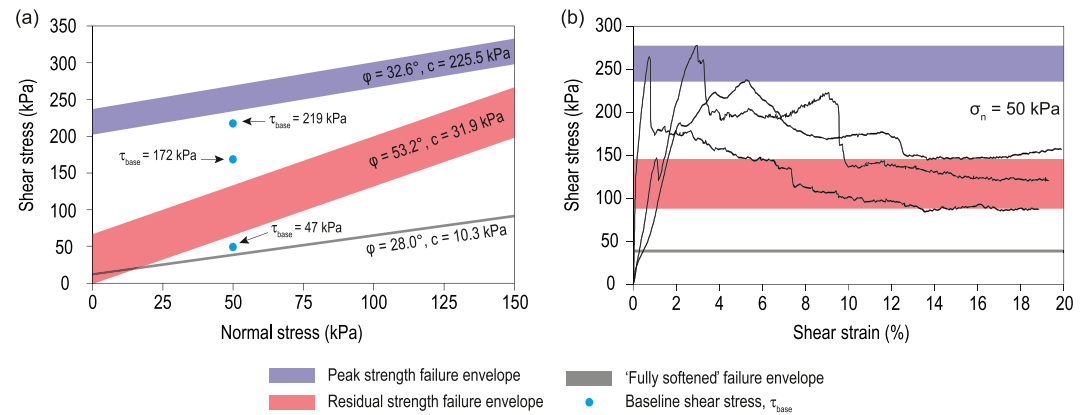 (a)
350
300
250
200
150
100
50
0
Shear stress (kPa)
0
25
50
75
100
125
150
Normal stress (kPa)
φ = 32.6°, c = 225.5 kPa
τbase = 219 kPa
τbase = 172 kPa
φ = 53.2°, c = 31.9 kPa
τbase = 47 kPa
φ = 28.0°, c = 10.3 kPa
(b)
300
250
200
150
100
50
0
Shear stress (kPa)
0
2
4
6
8
10
12
14
16
18
20
Shear strain (%)
σn = 50 kPa
Peak strength failure envelope
Residual strength failure envelope
‘Fully softened’ failure envelope
Baseline shear stress, τbase